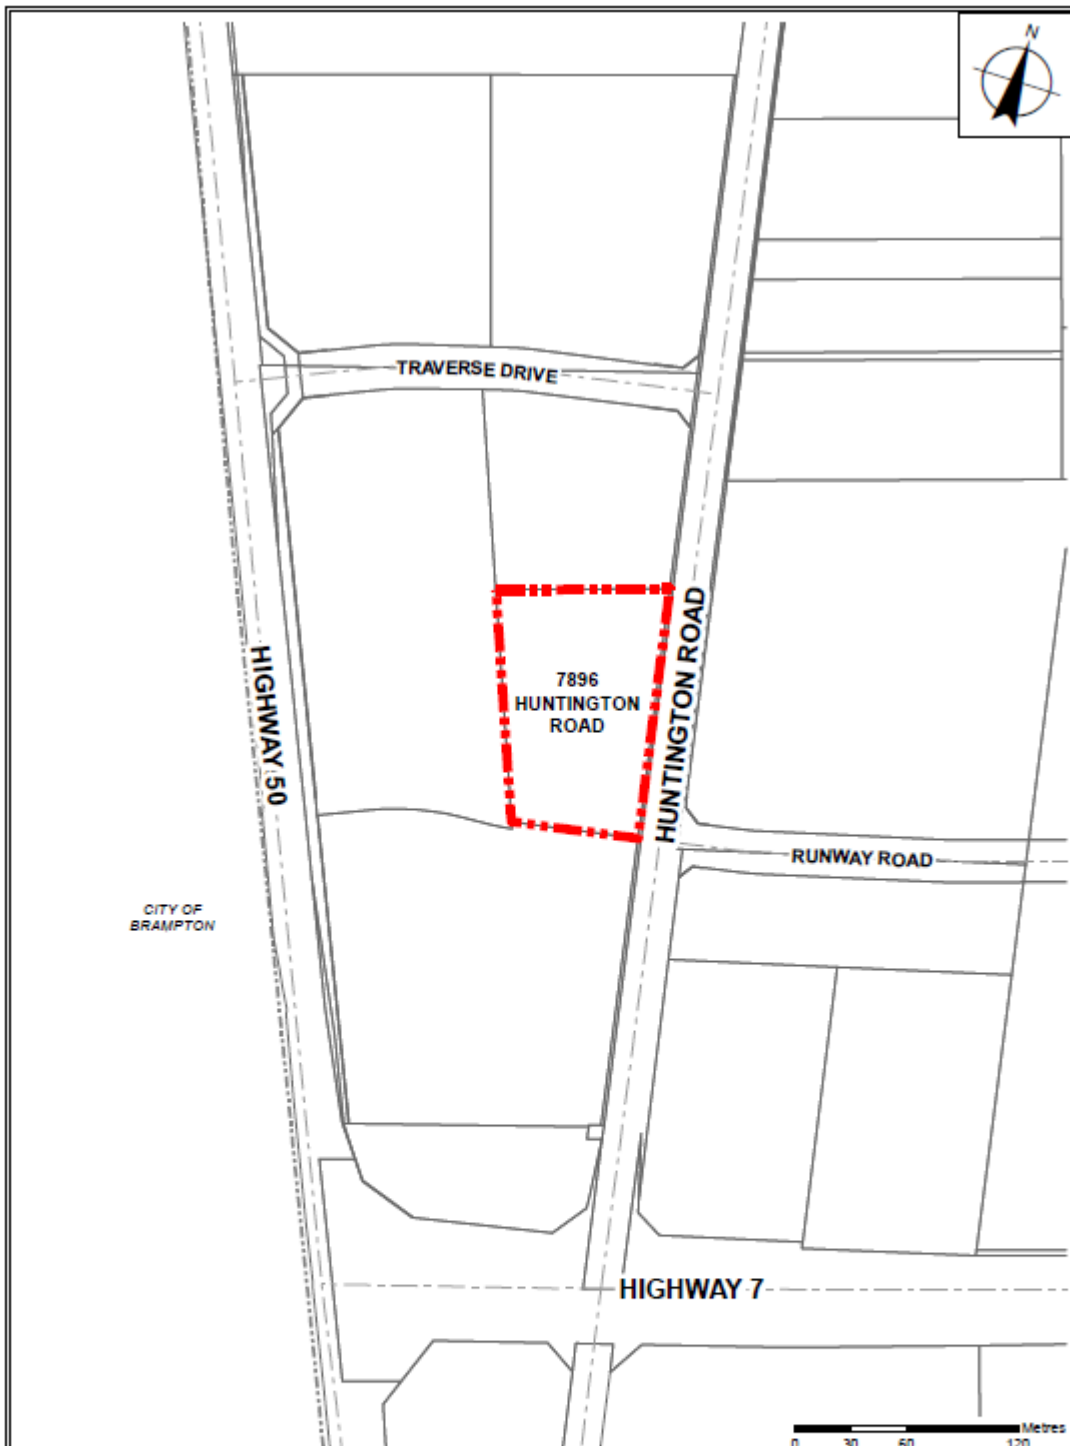 N
TRAVERSE DRIVE
HIGHWAY 50
7896
HUNTINGTON
ROAD
HUNTINGTON ROAD
RUNWAY ROAD
CITY OF
BRAMPTON
HIGHWAY 7
Metres
0 30 60 120